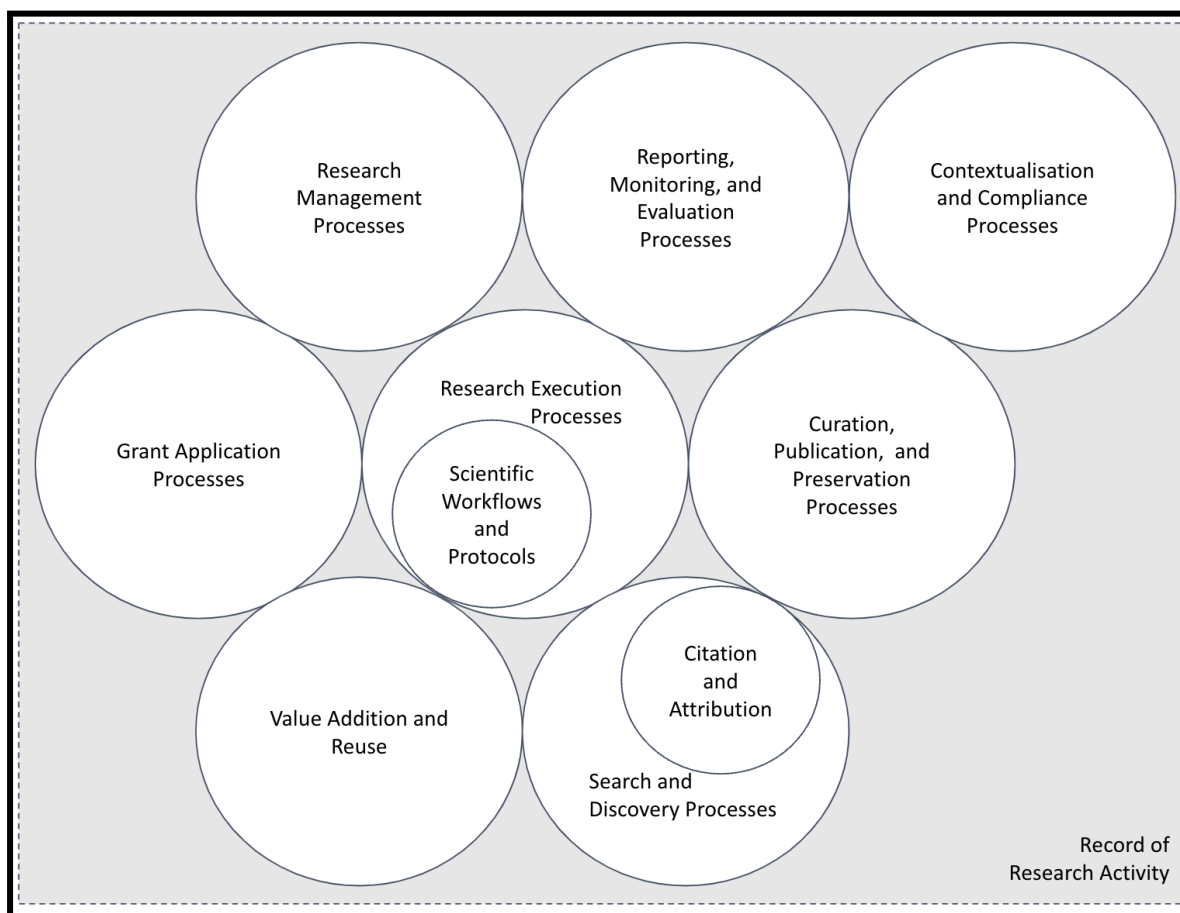 Research
Management
Processes
Reporting,
Monitoring, and
Evaluation
Processes
Contextualisation
and Compliance
Processes
Grant Application
Processes
Research Execution
Processes
Scientific
Workflows
and
Protocols
Curation,
Publication,  and
Preservation
Processes
Value Addition and
Reuse
Citation
and
Attribution
Search and
Discovery Processes
Record of
Research Activity